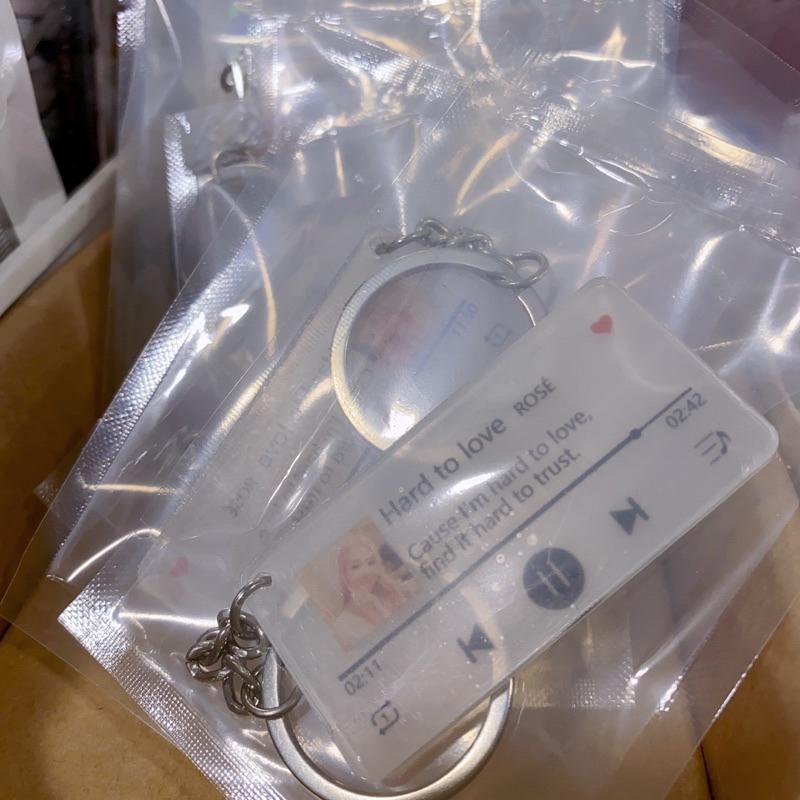 Hard to love ROSÉ
Cause I'm hard to love,
find it hard to trust.
02:11
02:42